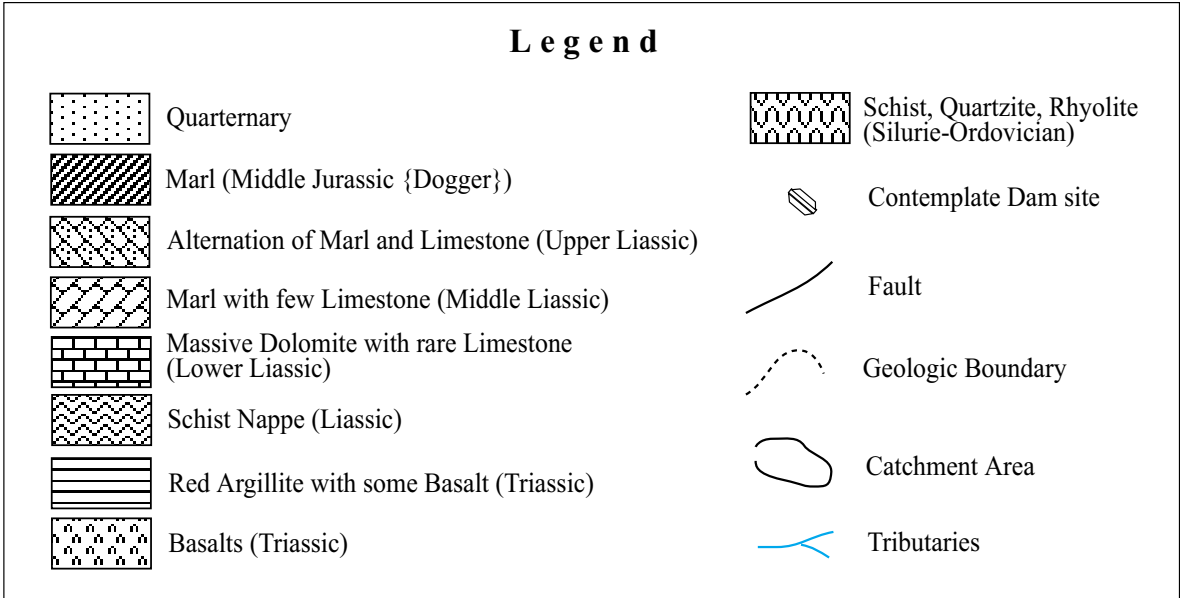 Legend
Quarternary
Marl (Middle Jurassic {Dogger})
Alternation of Marl and Limestone (Upper Liassic)
Marl with few Limestone (Middle Liassic)
Massive Dolomite with rare Limestone
(Lower Liassic)
Schist Nappe (Liassic)
Red Argillite with some Basalt (Triassic)
Basalts (Triassic)
Schist, Quartzite, Rhyolite
(Silurie-Ordovician)
Contemplate Dam site
Fault
Geologic Boundary
Catchment Area
Tributaries